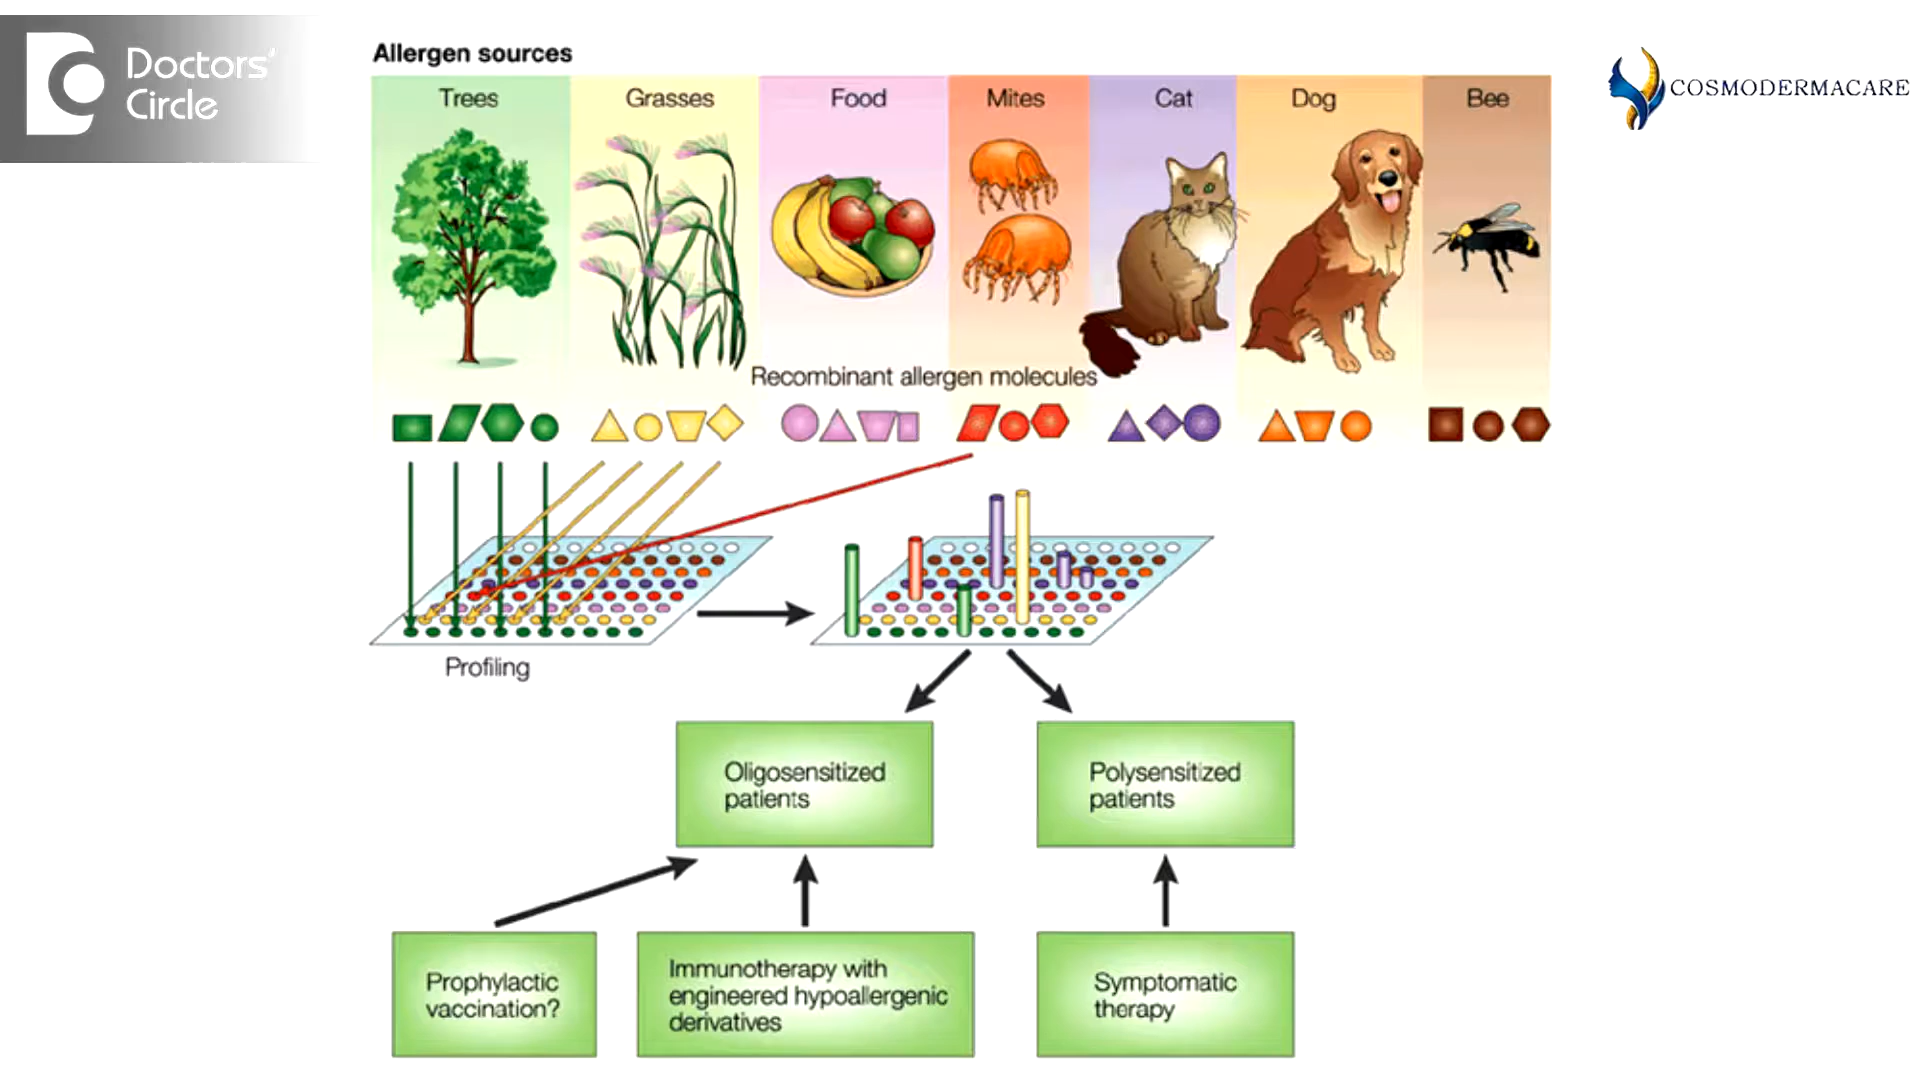 Doctors'
Circle
Allergen sources
COSMODERMACARE
Trees
Grasses
Food
Mites
Cat
Dog
Bee
Recombinant allergen molecules
Profiling
Oligosensitized
patients
Polysensitized
patients
Prophylactic
vaccination?
Immunotherapy with
engineered hypoallergenic
derivatives
Symptomatic
therapy